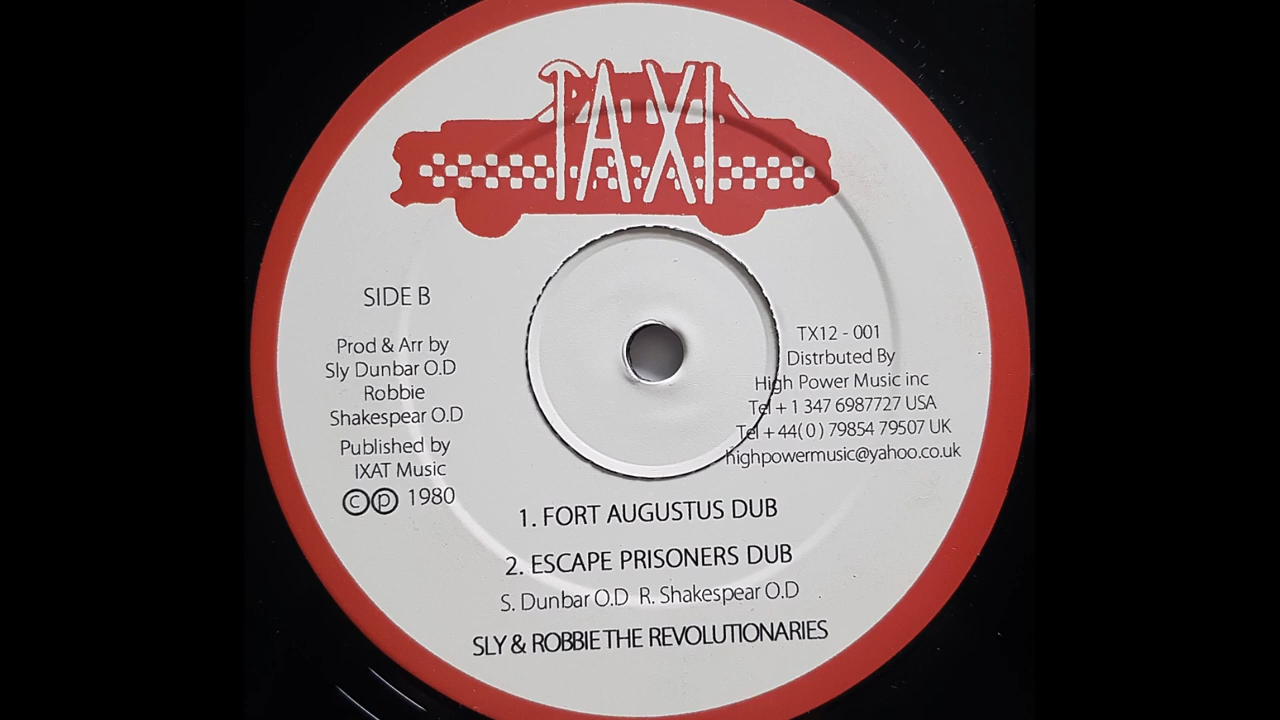 TAXI
SIDE B
Prod & Arr by
Sly Dunbar O.D
Robbie
Shakespear O.D
Published by
IXAT Music
©℗ 1980
TX12 - 001
Distrbuted By
High Power Music inc
Tel + 1 347 6987727 USA
Tel + 44( 0 ) 79854 79507 UK
highpowermusic@yahoo.co.uk
1. FORT AUGUSTUS DUB
2. ESCAPE PRISONERS DUB
S. Dunbar O.D R. Shakespear O.D
SLY & ROBBIE THE REVOLUTIONARIES